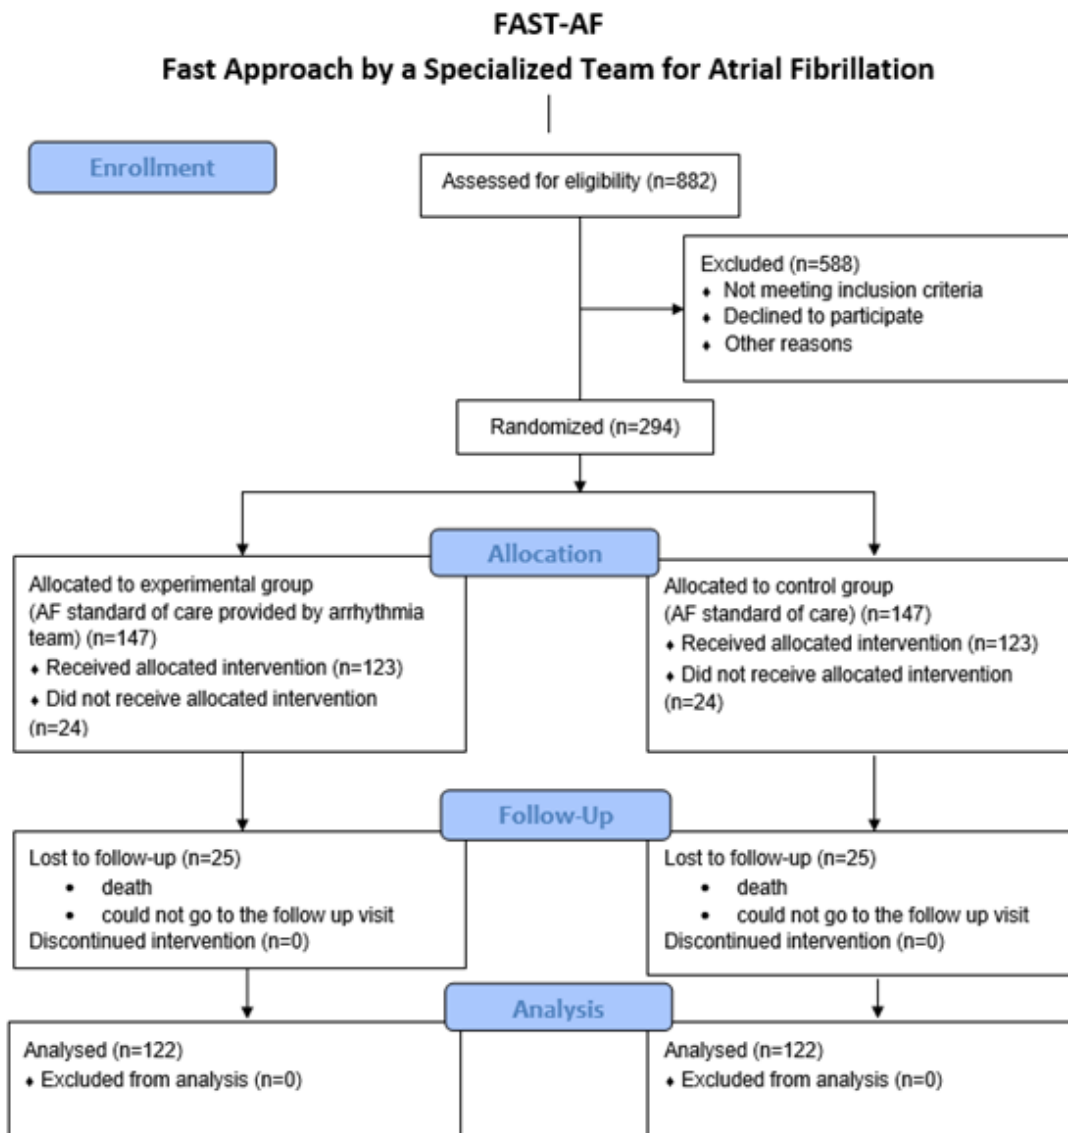 FAST-AF
Fast Approach by a Specialized Team for Atrial Fibrillation
Enrollment
Assessed for eligibility (n=882)
Excluded (n=588)
♦ Not meeting inclusion criteria
♦ Declined to participate
♦ Other reasons
Randomized (n=294)
Allocation
Allocated to experimental group
(AF standard of care provided by arrhythmia
team) (n=147)
♦ Received allocated intervention (n=123)
♦ Did not receive allocated intervention
(n=24)
Allocated to control group
(AF standard of care) (n=147)
♦ Received allocated intervention (n=123)
♦ Did not receive allocated intervention
(n=24)
Follow-Up
Lost to follow-up (n=25)
• death
• could not go to the follow up visit
Discontinued intervention (n=0)
Lost to follow-up (n=25)
• death
• could not go to the follow up visit
Discontinued intervention (n=0)
Analysis
Analysed (n=122)
♦ Excluded from analysis (n=0)
Analysed (n=122)
♦ Excluded from analysis (n=0)